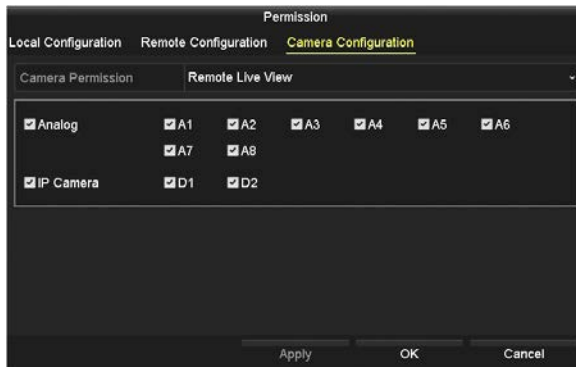 Permission
Local Configuration Remote Configuration Camera Configuration
Camera Permission Remote Live View
Analog A1 A2 A3 A4 A5 A6
A7 A8
IP Camera D1 D2
Apply OK Cancel